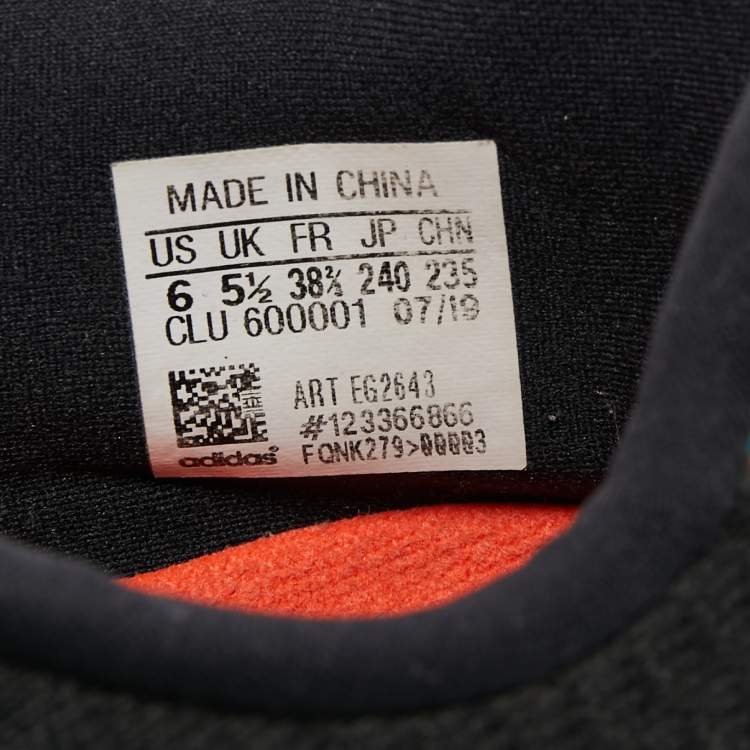 MADE IN CHINA
US UK FR JP CHN
6 5½ 38⅔ 240 235
CLU 600001 07/19
ART EG2643
#123366866
adidas® FQNK279>00003